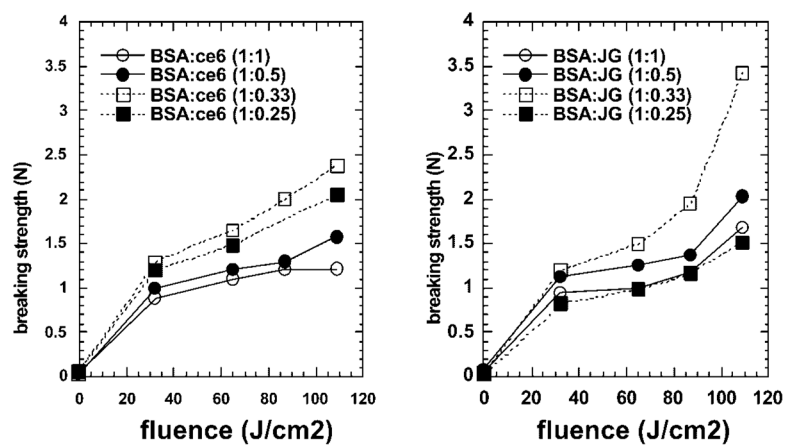 4
3.5
3
2.5
2
1.5
1
0.5
0
breaking strength (N)
BSA:ce6 (1:1)
BSA:ce6 (1:0.5)
BSA:ce6 (1:0.33)
BSA:ce6 (1:0.25)
0 20 40 60 80 100 120
fluence (J/cm2)
4
3.5
3
2.5
2
1.5
1
0.5
0
breaking strength (N)
BSA:JG (1:1)
BSA:JG (1:0.5)
BSA:JG (1:0.33)
BSA:JG (1:0.25)
0 20 40 60 80 100 120
fluence (J/cm2)